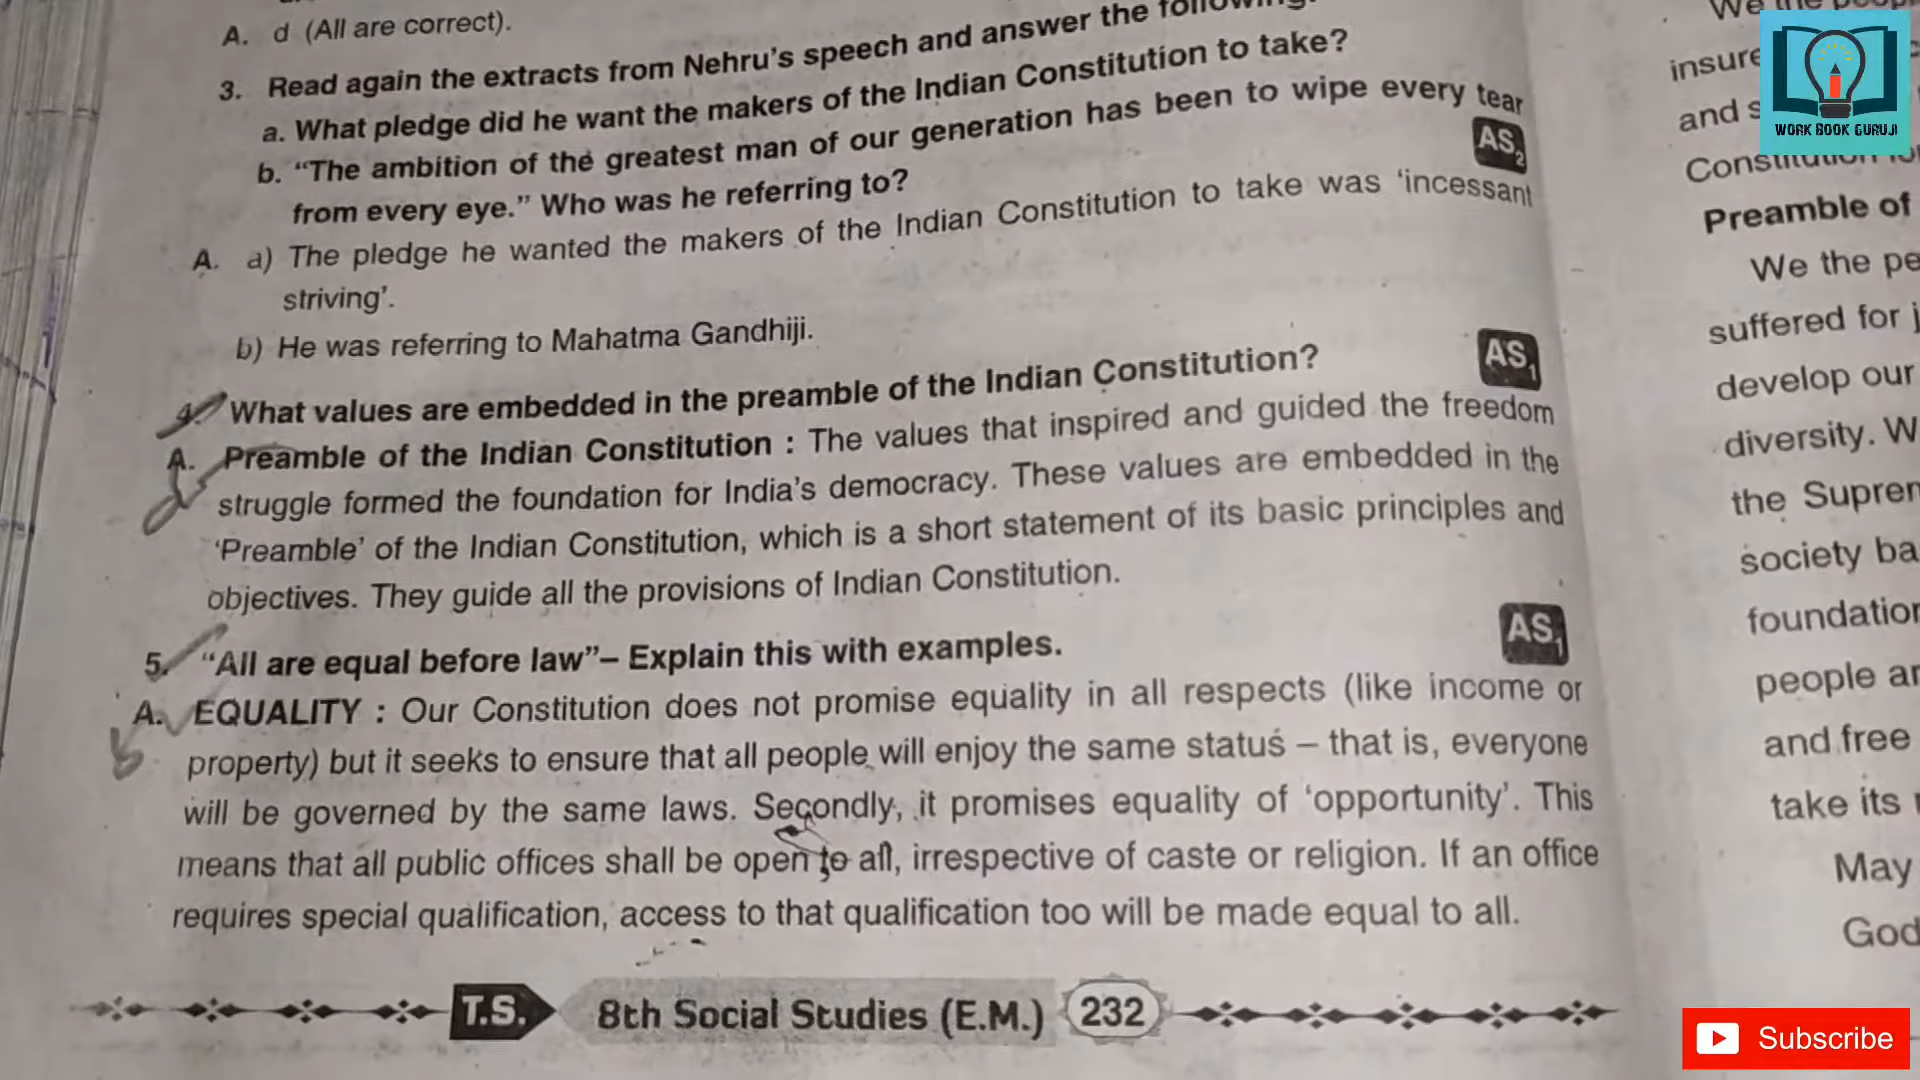 A. d (All are correct).
3. Read again the extracts from Nehru's speech and answer the following.
a. What pledge did he want the makers of the Indian Constitution to take?
b. “The ambition of the greatest man of our generation has been to wipe every tear
from every eye.” Who was he referring to?
AS2
A. a) The pledge he wanted the makers of the Indian Constitution to take was ‘incessant
striving’.
b) He was referring to Mahatma Gandhiji.
4. What values are embedded in the preamble of the Indian Constitution?
AS1
A. Preamble of the Indian Constitution : The values that inspired and guided the freedom
struggle formed the foundation for India’s democracy. These values are embedded in the
‘Preamble’ of the Indian Constitution, which is a short statement of its basic principles and
objectives. They guide all the provisions of Indian Constitution.
5. “All are equal before law”– Explain this with examples.
AS1
A. EQUALITY : Our Constitution does not promise equality in all respects (like income or
property) but it seeks to ensure that all people will enjoy the same status – that is, everyone
will be governed by the same laws. Secondly, it promises equality of ‘opportunity’. This
means that all public offices shall be open to all, irrespective of caste or religion. If an office
requires special qualification, access to that qualification too will be made equal to all.
T.S. 8th Social Studies (E.M.) 232
We the
insure
and s
Preamble of
We the pe
suffered for j
develop our
diversity. W
the Suprem
society ba
foundation
people an
and free
take its
May
God
WORK BOOK GURUJI
Subscribe